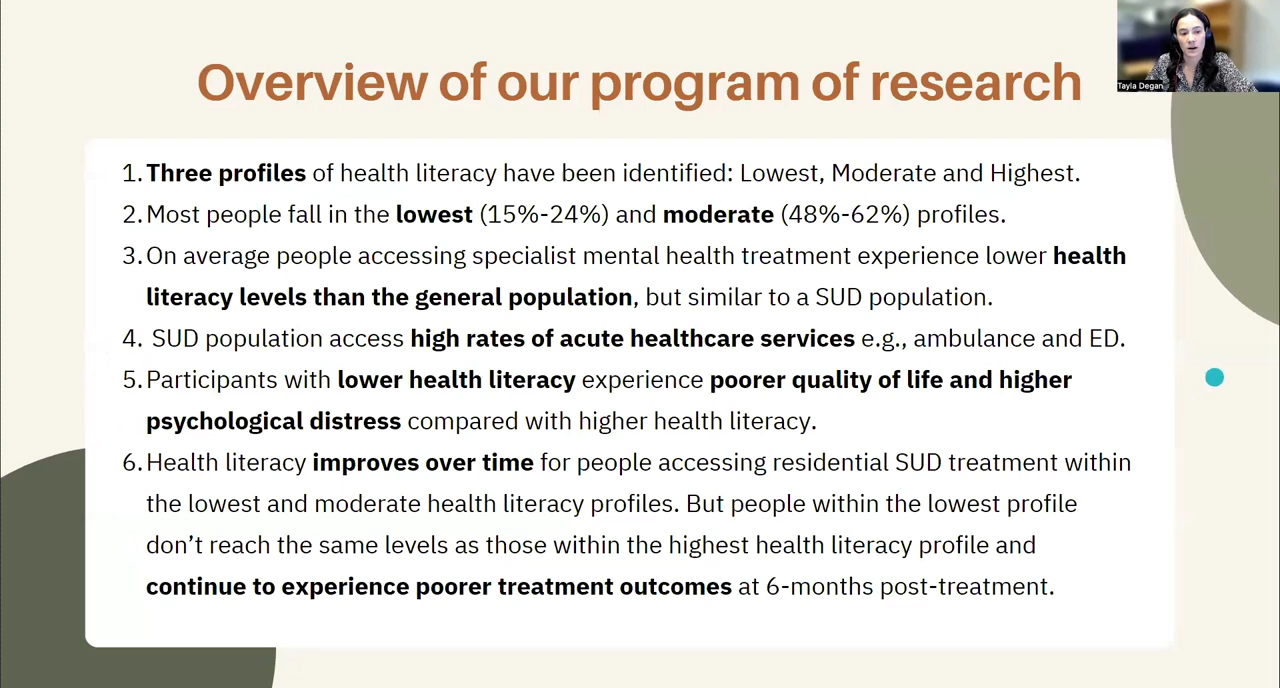 Overview of our program of research
Tayla Degan
1. Three profiles of health literacy have been identified: Lowest, Moderate and Highest.
2. Most people fall in the lowest (15%-24%) and moderate (48%-62%) profiles.
3. On average people accessing specialist mental health treatment experience lower health
literacy levels than the general population, but similar to a SUD population.
4. SUD population access high rates of acute healthcare services e.g., ambulance and ED.
5. Participants with lower health literacy experience poorer quality of life and higher
psychological distress compared with higher health literacy.
6. Health literacy improves over time for people accessing residential SUD treatment within
the lowest and moderate health literacy profiles. But people within the lowest profile
don’t reach the same levels as those within the highest health literacy profile and
continue to experience poorer treatment outcomes at 6-months post-treatment.